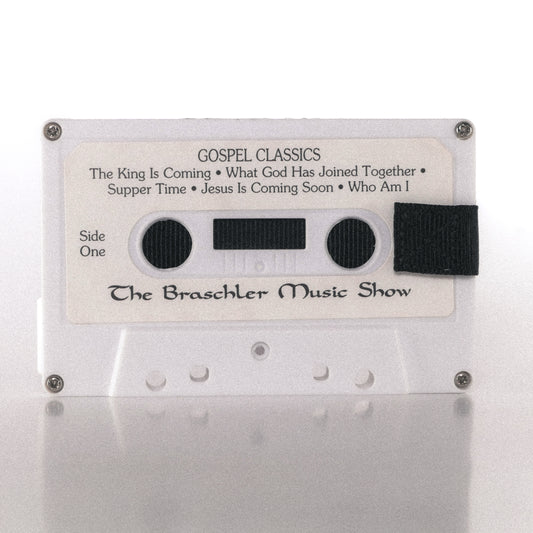 GOSPEL CLASSICS
The King Is Coming • What God Has Joined Together •
Supper Time • Jesus Is Coming Soon • Who Am I
Side
One
The Braschler Music Show